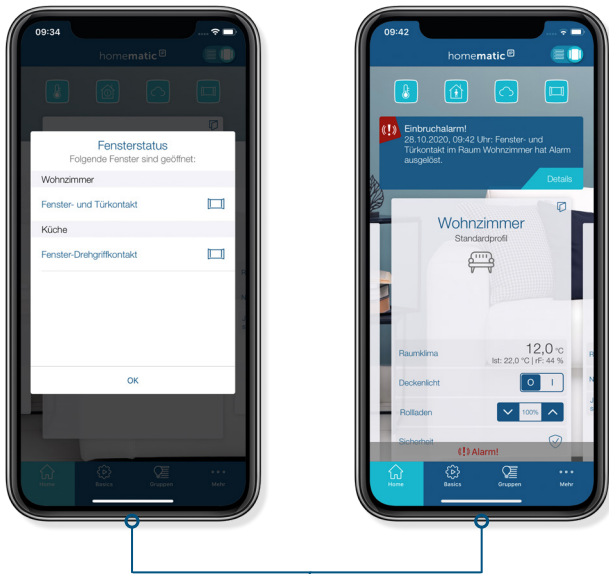 09:34
homematic IP
Fensterstatus
Folgende Fenster sind geöffnet:
Wohnzimmer
Fenster- und Türkontakt
Küche
Fenster-Drehgriffkontakt
OK
Home
Basics
Gruppen
Mehr
09:42
homematic IP
Einbruchalarm!
28.10.2020, 09:42 Uhr: Fenster- und
Türkontakt im Raum Wohnzimmer hat Alarm
ausgelöst.
Details
Wohnzimmer
Standardprofil
Raumklima
12,0 °C
Ist: 22,0 °C | rF: 44 %
Deckenlicht
O I
Rollladen
100%
Sicherheit
Alarm!
Home
Basics
Gruppen
Mehr